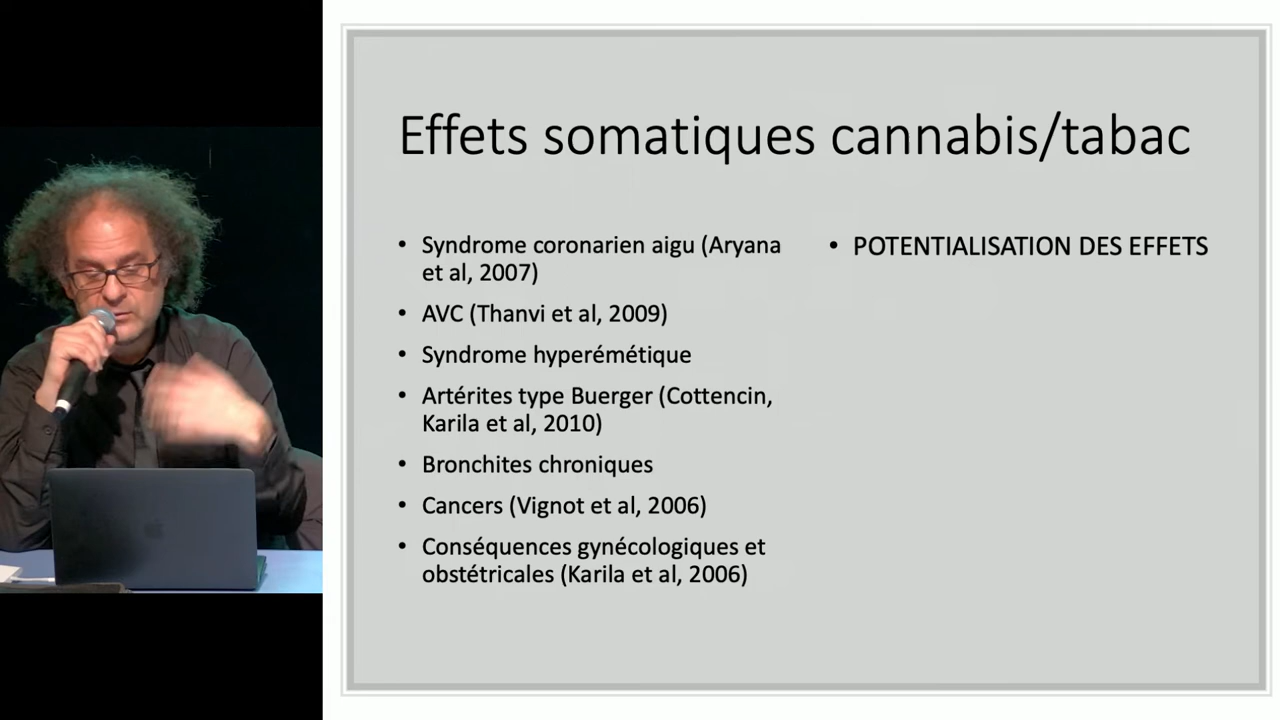 Effets somatiques cannabis/tabac
• Syndrome coronarien aigu (Aryana
et al, 2007)
• AVC (Thanvi et al, 2009)
• Syndrome hyperémétique
• Artérites type Buerger (Cottencin,
Karila et al, 2010)
• Bronchites chroniques
• Cancers (Vignot et al, 2006)
• Conséquences gynécologiques et
obstétricales (Karila et al, 2006)
• POTENTIALISATION DES EFFETS